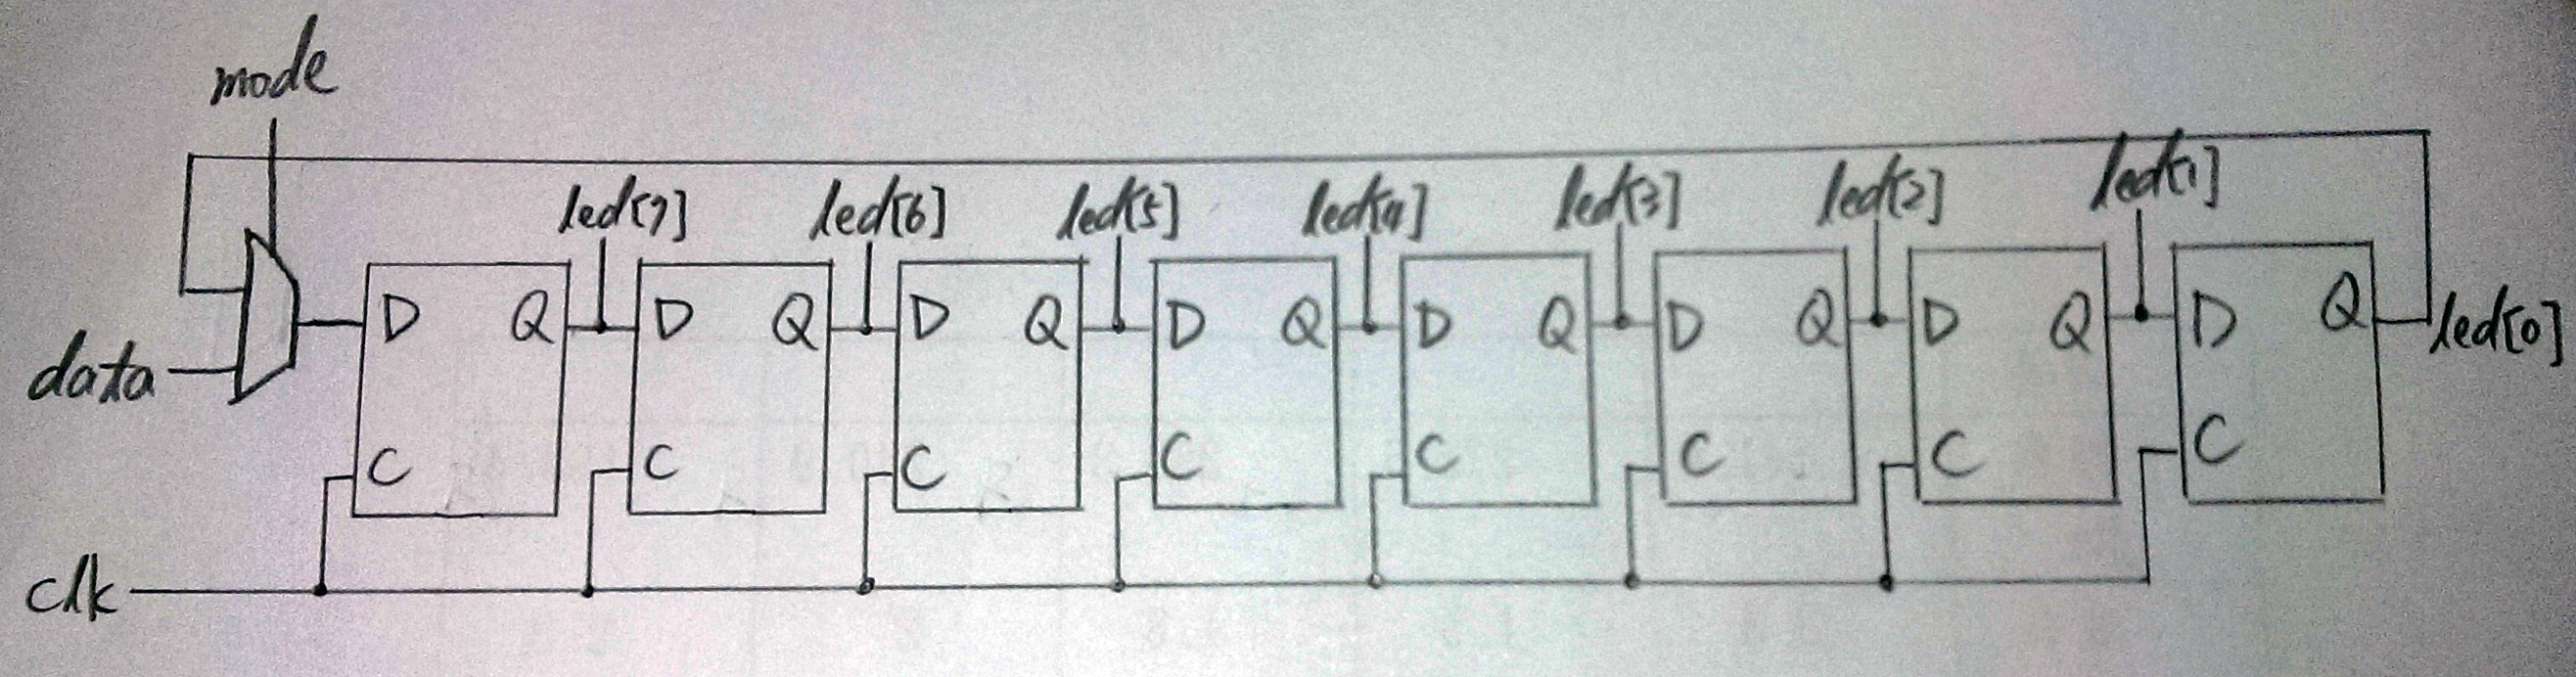 mode
led[7] led[6] led[5] led[4] led[3] led[2] led[1]
D Q D Q D Q D Q D Q D Q D Q D Q led[0]
data
C C C C C C C C
clk